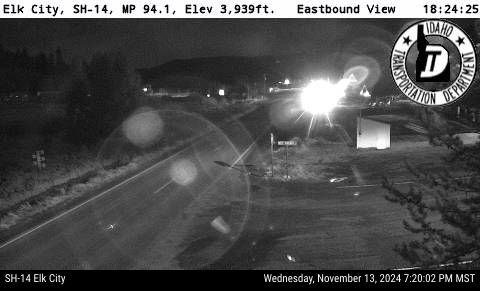 Elk City, SH-14, MP 94.1, Elev 3,939ft. Eastbound View 18:24:25
IDAHO
TRANSPORTATION DEPARTMENT
SH-14 Elk City Wednesday, November 13, 2024 7:20:02 PM MST